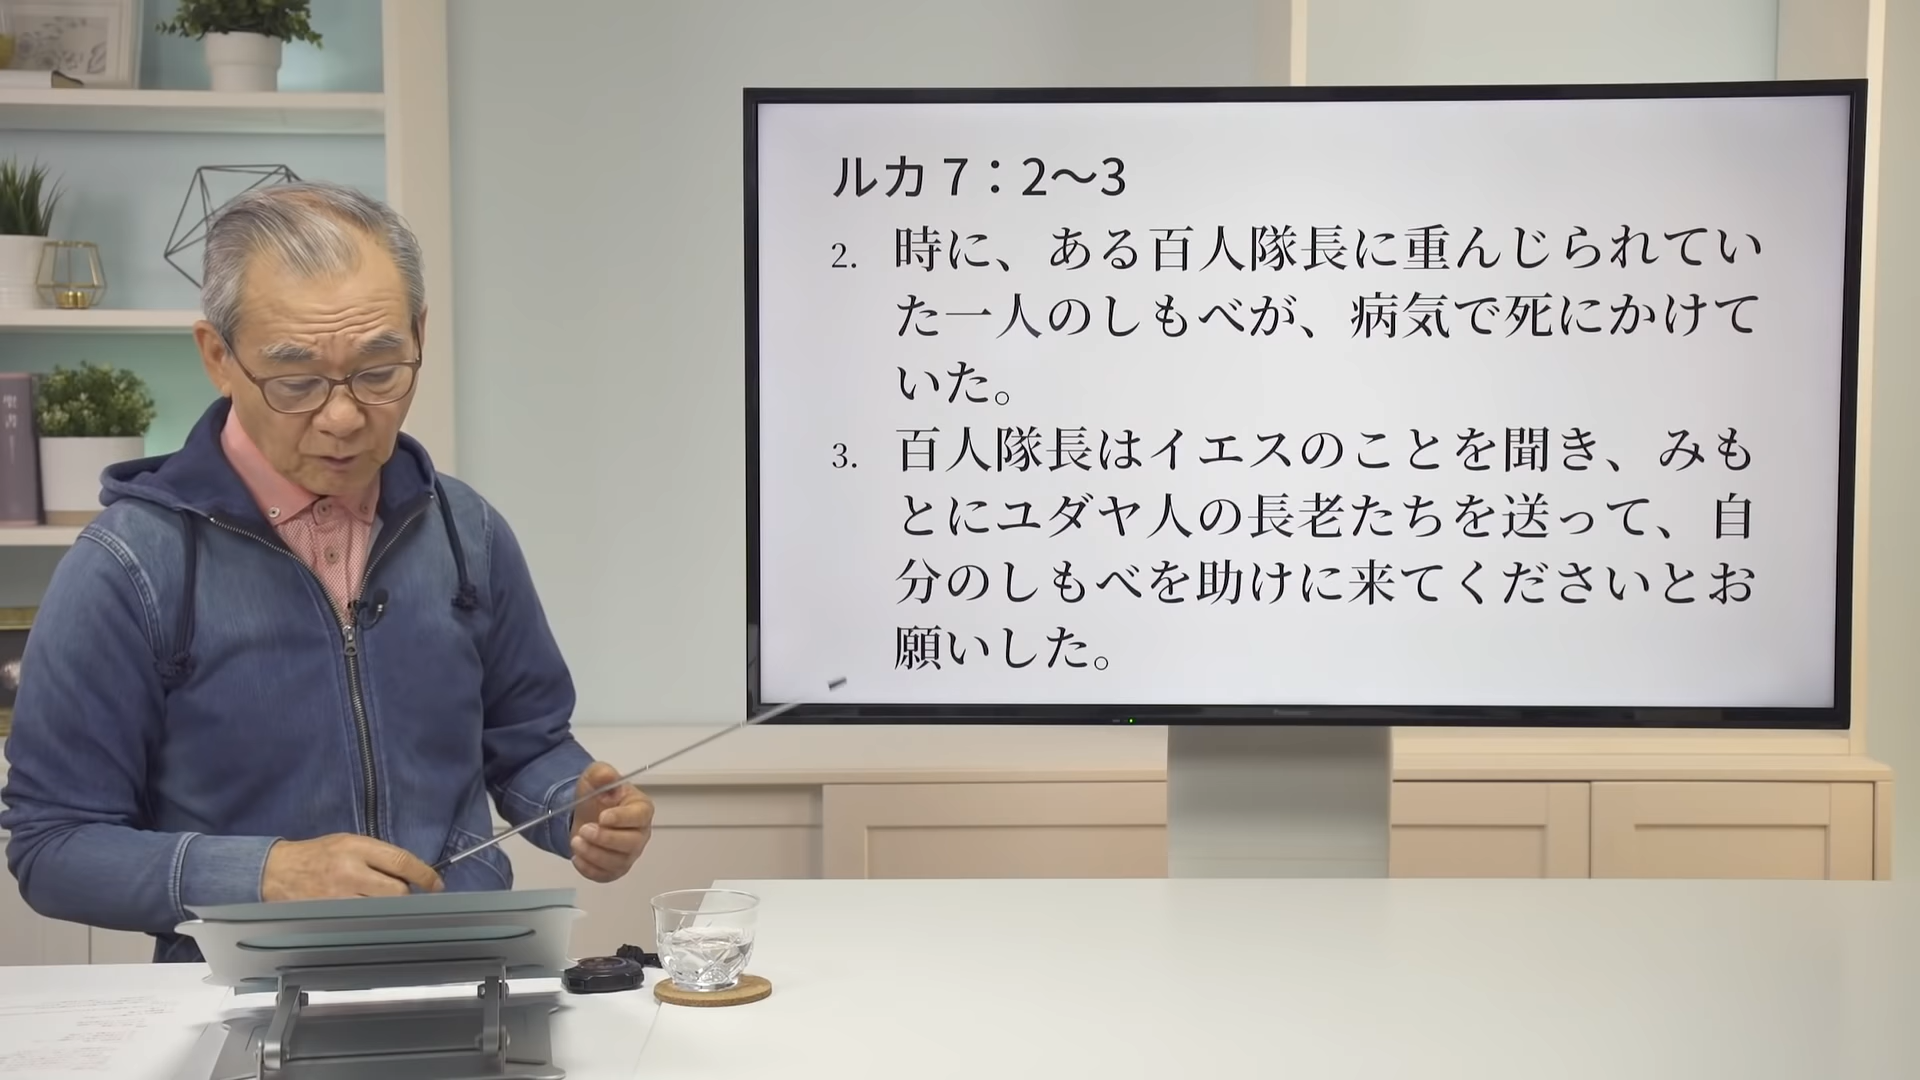 ルカ 7：2〜3
2. 時に、ある百人隊長に重んじられてい
た一人のしもべが、病気で死にかけて
いた。
3. 百人隊長はイエスのことを聞き、みも
とにユダヤ人の長老たちを送って、自
分のしもべを助けに来てくださいとお
願いした。
聖書